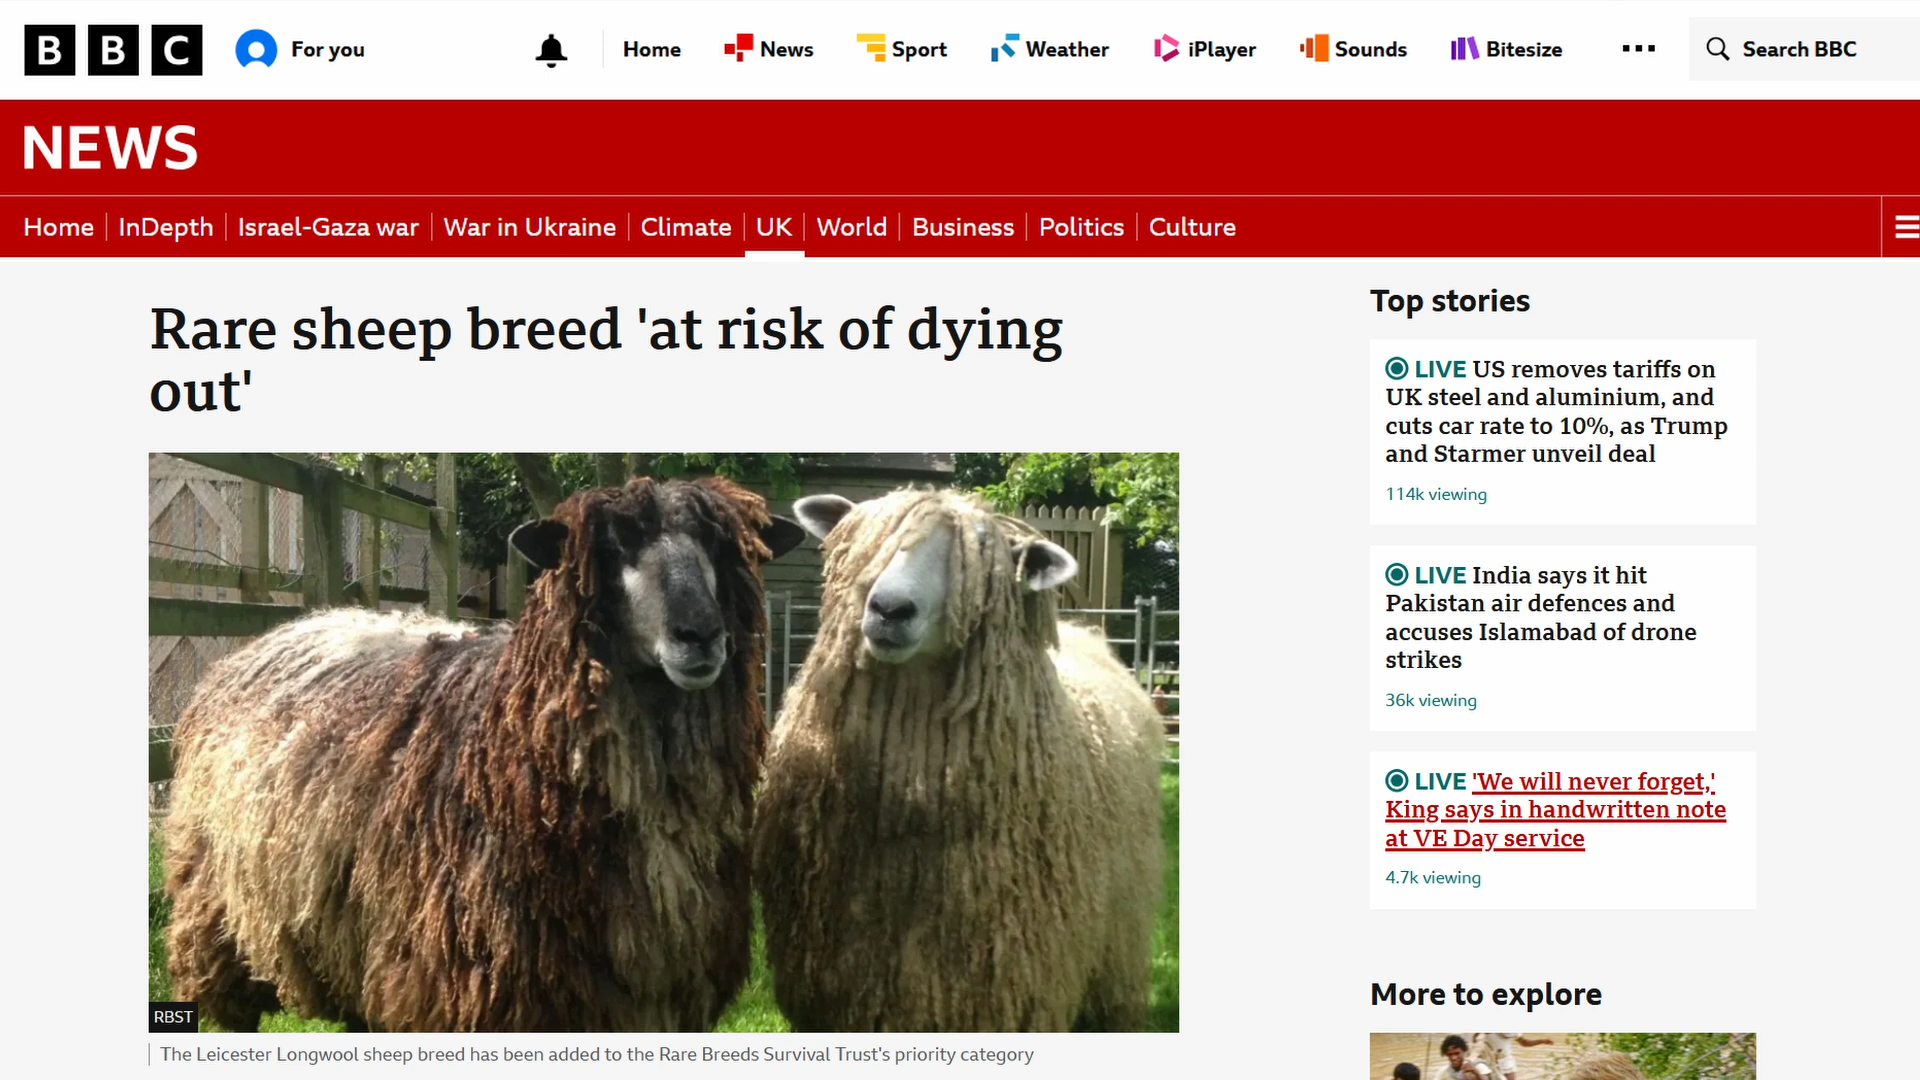 BBC
For you
Home
News
Sport
Weather
iPlayer
Sounds
Bitesize
Search BBC
NEWS
Home
InDepth
Israel-Gaza war
War in Ukraine
Climate
UK
World
Business
Politics
Culture
Rare sheep breed 'at risk of dying
out'
RBST
The Leicester Longwool sheep breed has been added to the Rare Breeds Survival Trust's priority category
Top stories
LIVE US removes tariffs on
UK steel and aluminium, and
cuts car rate to 10%, as Trump
and Starmer unveil deal
114k viewing
LIVE India says it hit
Pakistan air defences and
accuses Islamabad of drone
strikes
36k viewing
LIVE 'We will never forget,'
King says in handwritten note
at VE Day service
4.7k viewing
More to explore